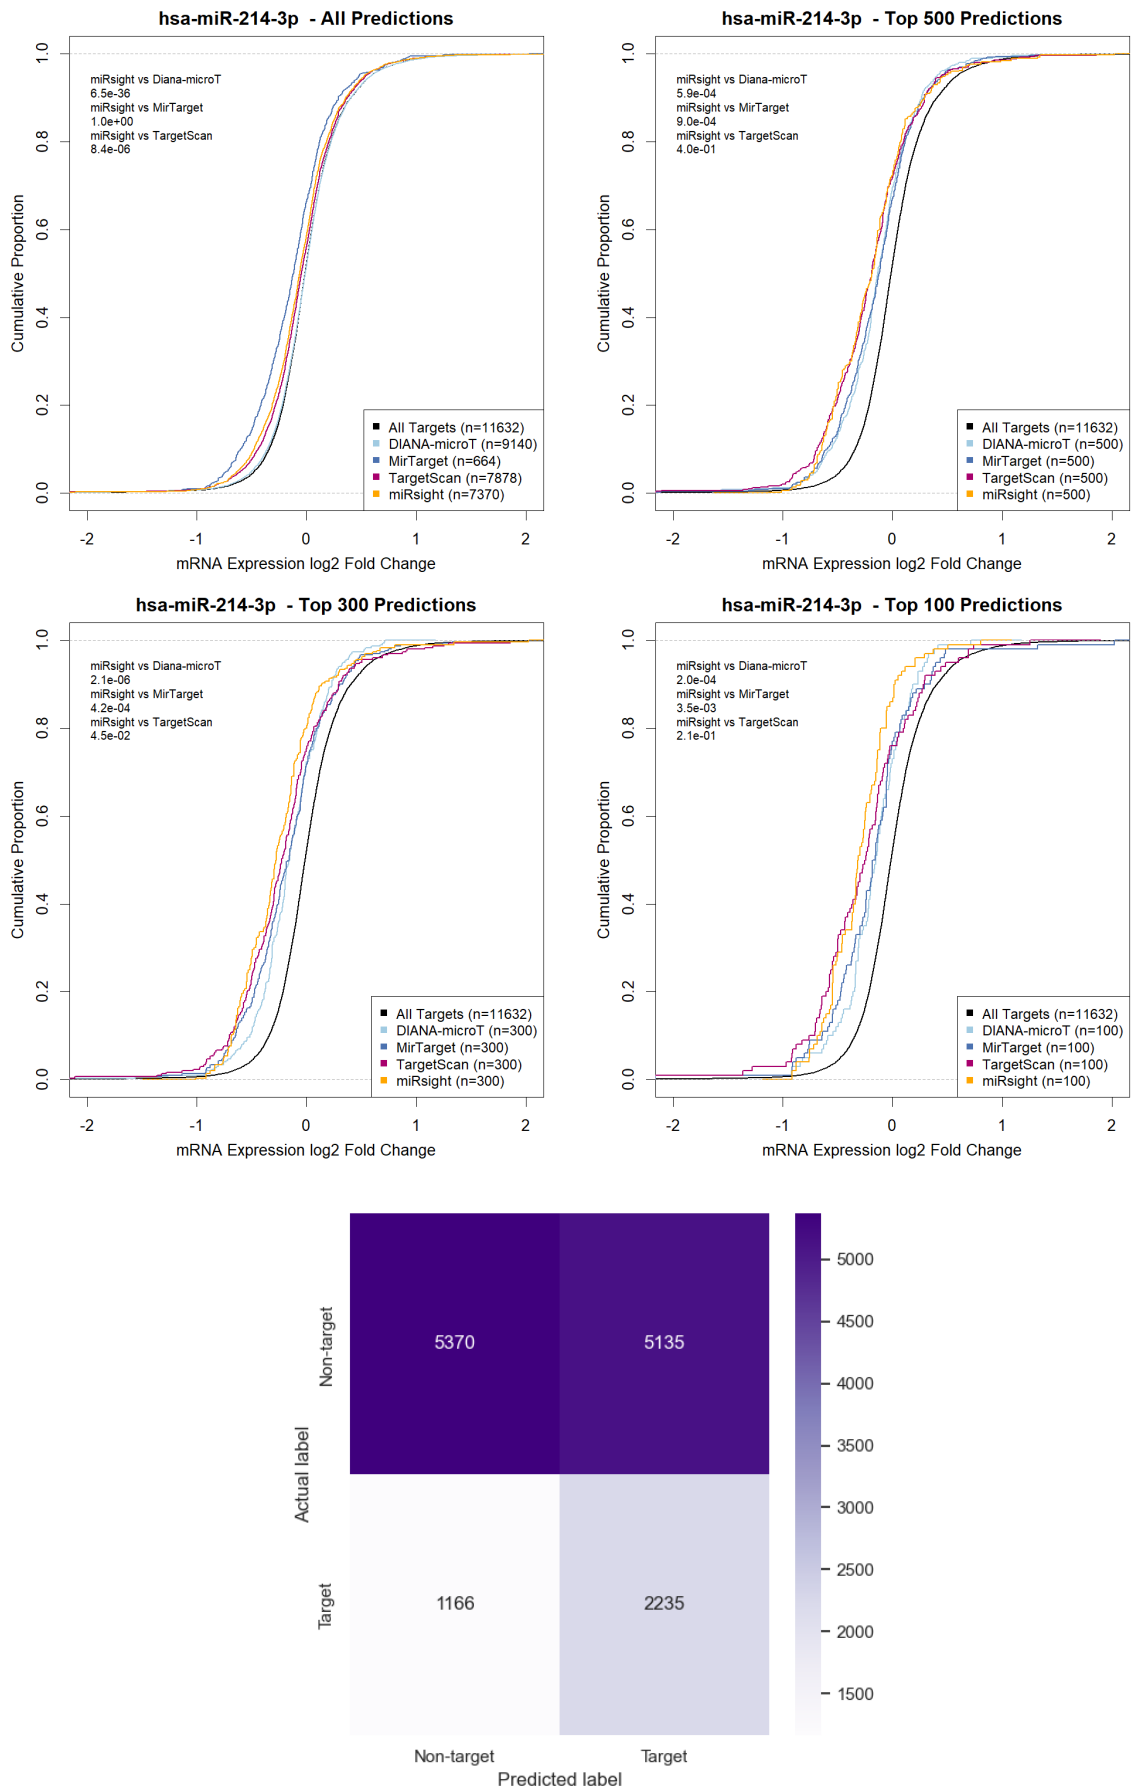 hsa-miR-214-3p - All Predictions
1.0
0.8
0.6
0.4
0.2
0.0
Cumulative Proportion
miRsight vs Diana-microT
6.5e-36
miRsight vs MirTarget
1.0e+00
miRsight vs TargetScan
8.4e-06
All Targets (n=11632)
DIANA-microT (n=9140)
MirTarget (n=664)
TargetScan (n=7878)
miRsight (n=7370)
-2 -1 0 1 2
mRNA Expression log2 Fold Change
hsa-miR-214-3p - Top 500 Predictions
1.0
0.8
0.6
0.4
0.2
0.0
Cumulative Proportion
miRsight vs Diana-microT
5.9e-04
miRsight vs MirTarget
9.0e-04
miRsight vs TargetScan
4.0e-01
All Targets (n=11632)
DIANA-microT (n=500)
MirTarget (n=500)
TargetScan (n=500)
miRsight (n=500)
-2 -1 0 1 2
mRNA Expression log2 Fold Change
hsa-miR-214-3p - Top 300 Predictions
1.0
0.8
0.6
0.4
0.2
0.0
Cumulative Proportion
miRsight vs Diana-microT
2.1e-06
miRsight vs MirTarget
4.2e-04
miRsight vs TargetScan
4.5e-02
All Targets (n=11632)
DIANA-microT (n=300)
MirTarget (n=300)
TargetScan (n=300)
miRsight (n=300)
-2 -1 0 1 2
mRNA Expression log2 Fold Change
hsa-miR-214-3p - Top 100 Predictions
1.0
0.8
0.6
0.4
0.2
0.0
Cumulative Proportion
miRsight vs Diana-microT
2.0e-04
miRsight vs MirTarget
3.5e-03
miRsight vs TargetScan
2.1e-01
All Targets (n=11632)
DIANA-microT (n=100)
MirTarget (n=100)
TargetScan (n=100)
miRsight (n=100)
-2 -1 0 1 2
mRNA Expression log2 Fold Change
Actual label
Non-target
5370 5135
Target
1166 2235
Non-target Target
Predicted label
5000
4500
4000
3500
3000
2500
2000
1500